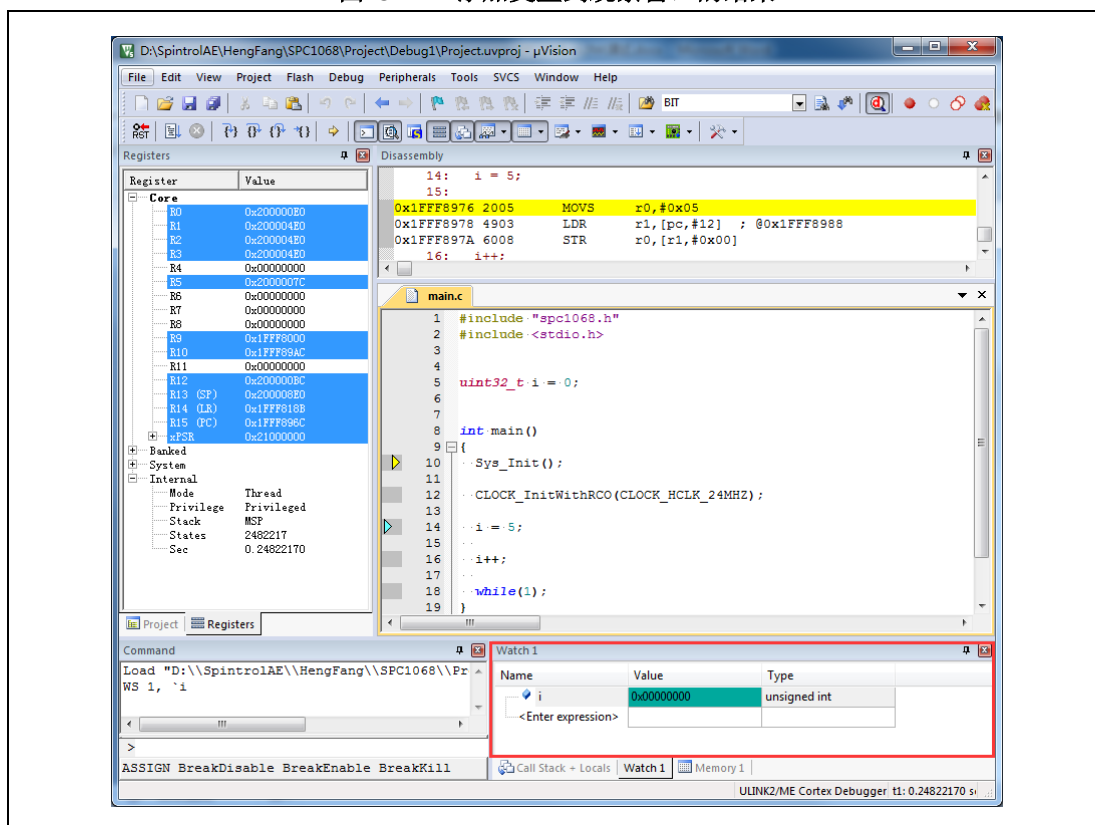 D:\SpintrolAE\HengFang\SPC1068\Project\Debug1\Project.uvproj - µVision
File Edit View Project Flash Debug Peripherals Tools SVCS Window Help
BIT
RST
Registers
Register Value
Core
R0 0x200000E0
R1 0x200004E0
R2 0x200004E0
R3 0x200004E0
R4 0x00000000
R5 0x2000007C
R6 0x00000000
R7 0x00000000
R8 0x00000000
R9 0x1FFF8000
R10 0x1FFF89AC
R11 0x00000000
R12 0x200000BC
R13 (SP) 0x200008E0
R14 (LR) 0x1FFF818B
R15 (PC) 0x1FFF896C
xPSR 0x21000000
Banked
System
Internal
Mode Thread
Privilege Privileged
Stack MSP
States 2482217
Sec 0.24822170
Project Registers
Disassembly
14: i = 5;
15:
0x1FFF8976 2005 MOVS r0,#0x05
0x1FFF8978 4903 LDR r1,[pc,#12] ; @0x1FFF8988
0x1FFF897A 6008 STR r0,[r1,#0x00]
16: i++;
main.c
1 #include "spc1068.h"
2 #include <stdio.h>
3
4
5 uint32_t i = 0;
6
7
8 int main()
9 {
10 Sys_Init();
11
12 CLOCK_InitWithRCO(CLOCK_HCLK_24MHZ);
13
14 i = 5;
15
16 i++;
17
18 while(1);
19 }
Command
Load "D:\\SpintrolAE\\HengFang\\SPC1068\\Pr
WS 1, `i
>
ASSIGN BreakDisable BreakEnable BreakKill
Watch 1
Name Value Type
i 0x00000000 unsigned int
<Enter expression>
Call Stack + Locals Watch 1 Memory 1
ULINK2/ME Cortex Debugger t1: 0.24822170 s